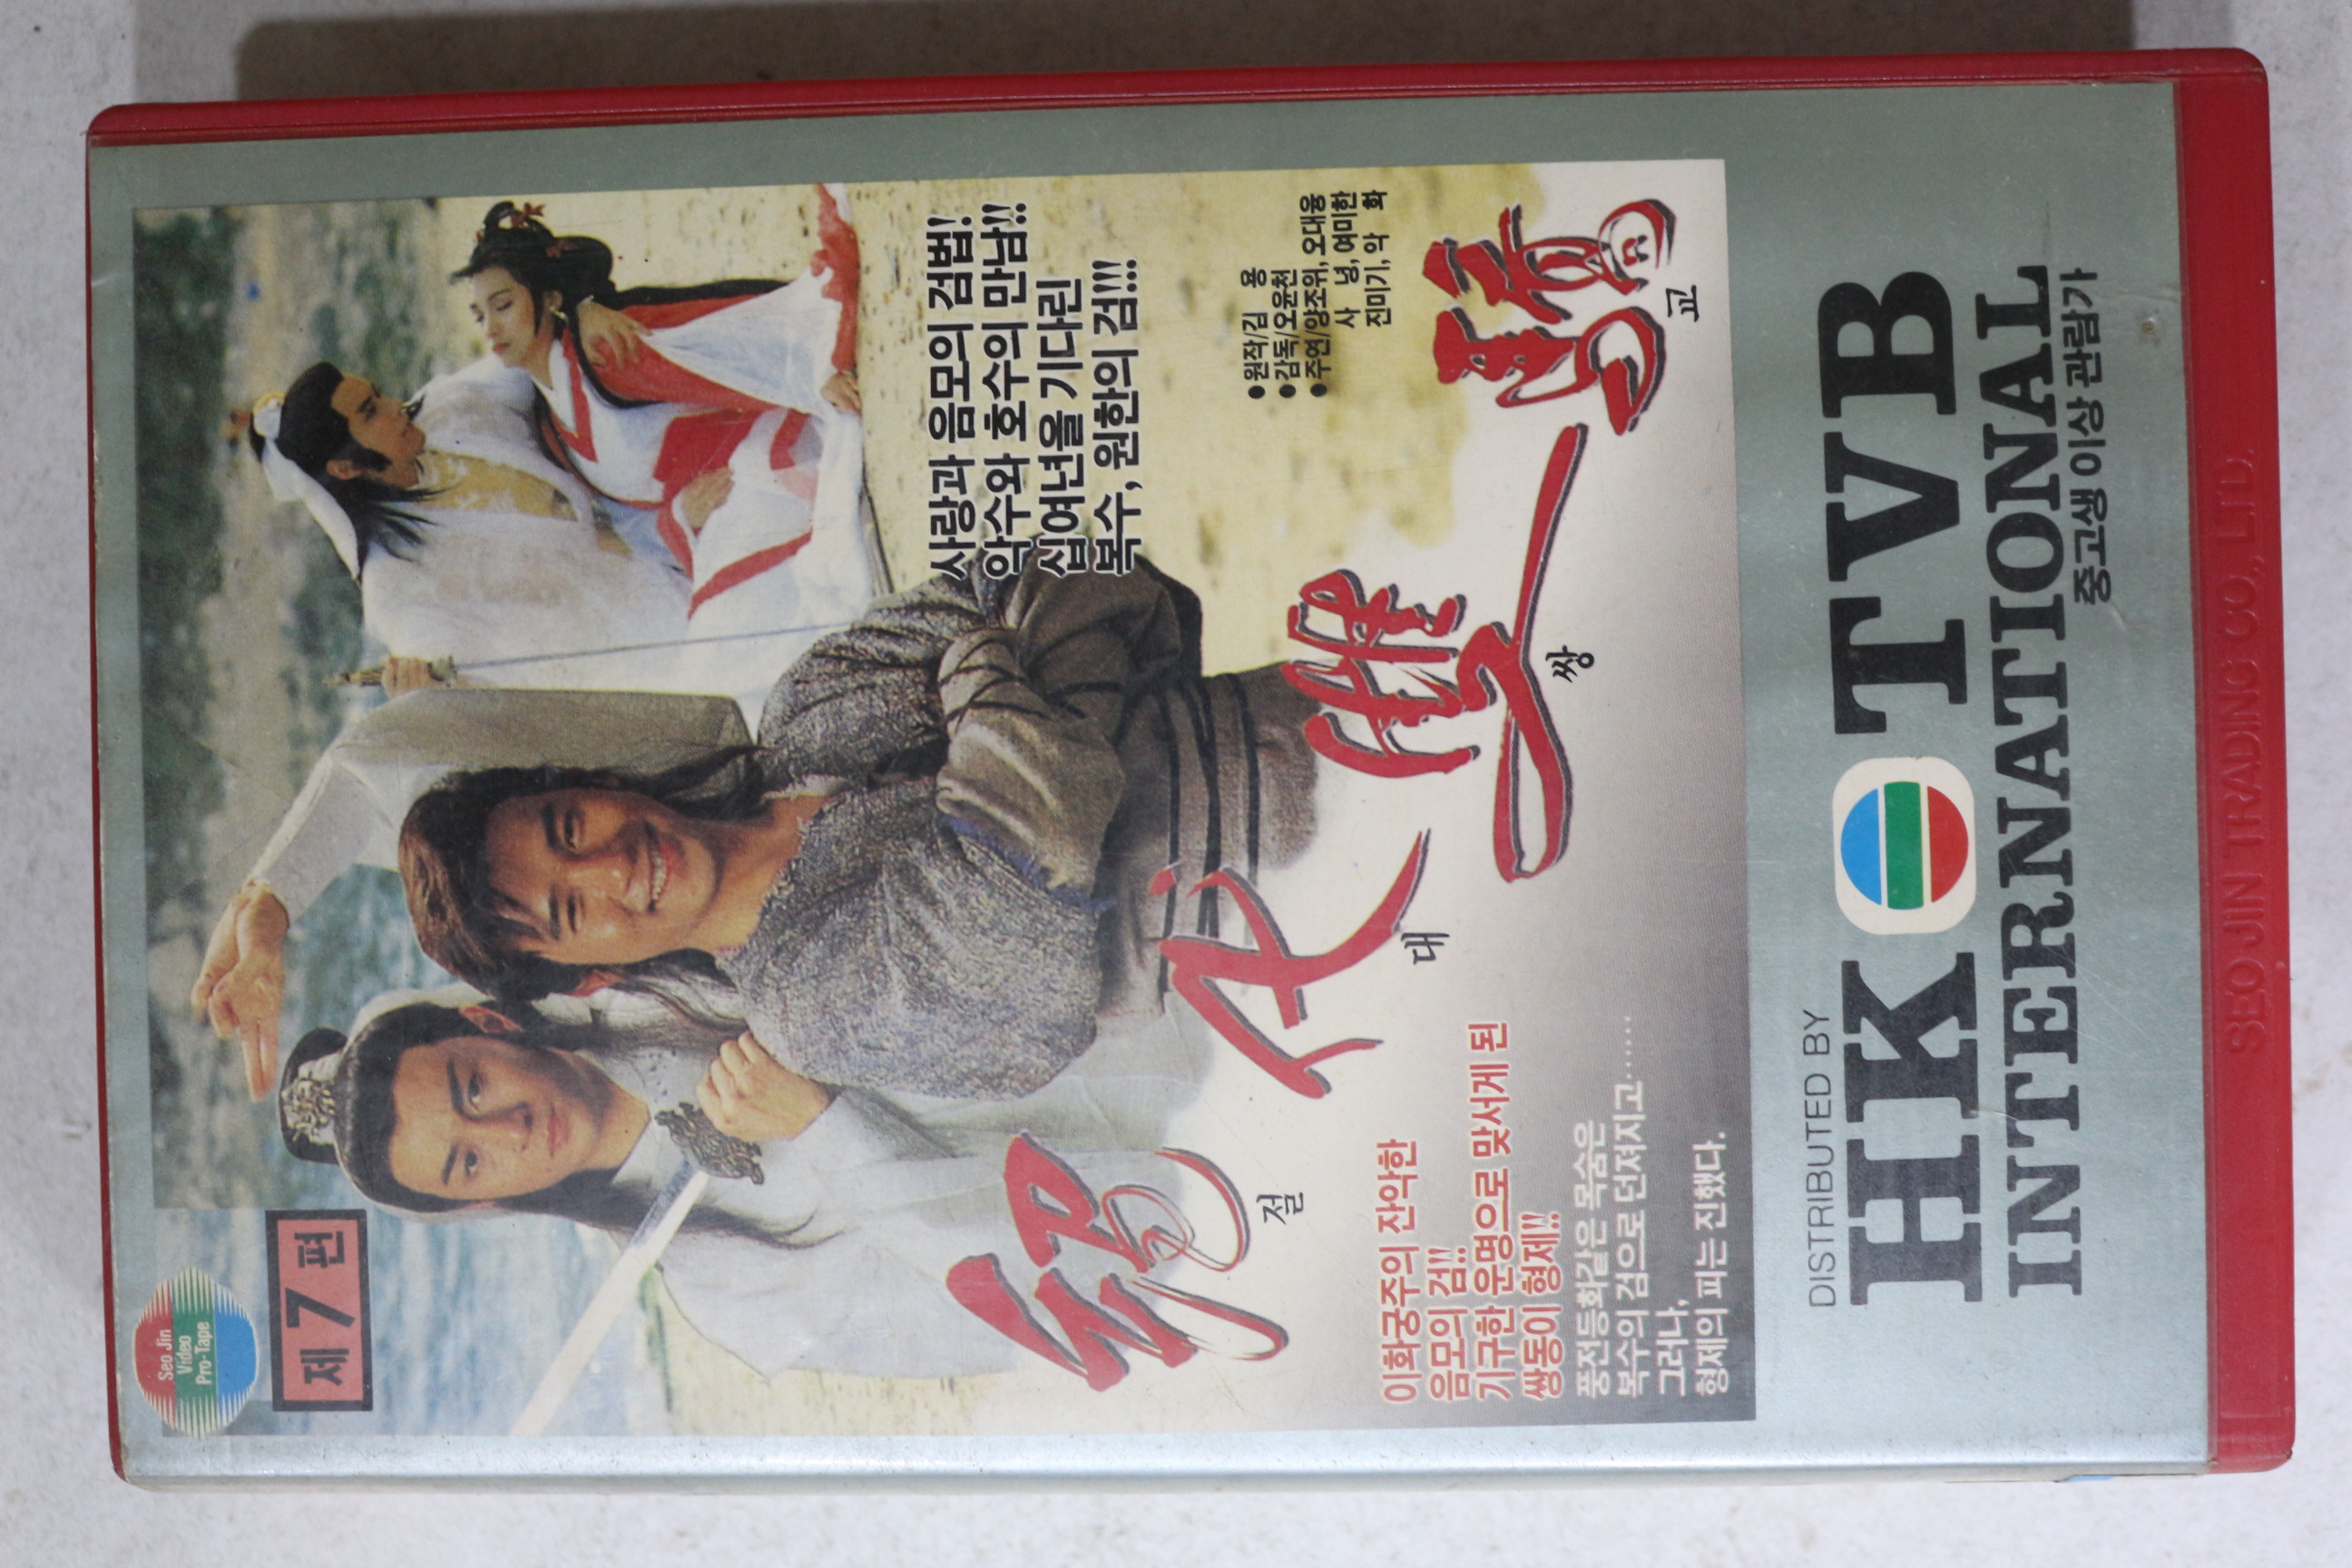 Seo Jin
Video
Pro-Tape
제7편
사랑과 음모의 검법!
악수와 호수의 만남!!
십여년을 기다린
복수, 원한의 검!!!
●원작/김 용
●감독/오윤천
●주연/양조위, 오대융
사 녕, 여미한
진미기, 악 화
絕代雙驕
절
대
쌍
교
이화궁주의 잔악한
음모의 검!!
기구한 운명으로 맞서게 된
쌍동이 형제!!
풍전등화같은 목숨은
복수의 검으로 던져지고……
그러나,
형제의 피는 진했다.
DISTRIBUTED BY
HK TVB
INTERNATIONAL
중고생 이상 관람가
SEO JIN TRADING CO., LTD.